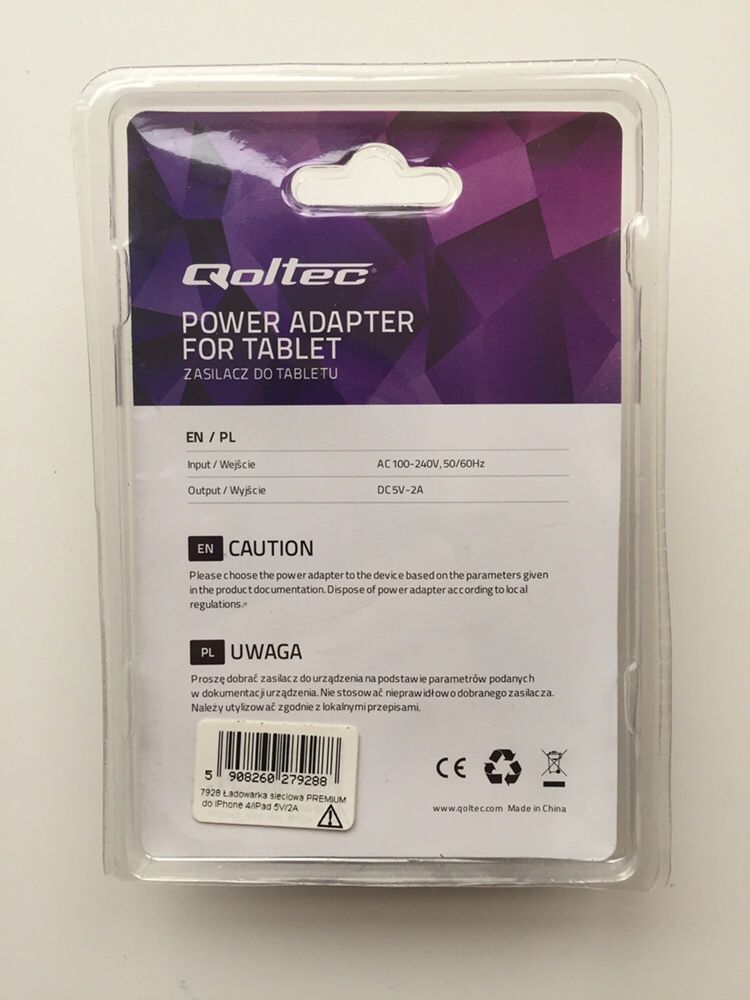 Qoltec
POWER ADAPTER
FOR TABLET
ZASILACZ DO TABLETU
EN / PL
Input / Wejście AC 100-240V, 50/60Hz
Output / Wyjście DC 5V-2A
EN CAUTION
Please choose the power adapter to the device based on the parameters given
in the product documentation. Dispose of power adapter according to local
regulations.
PL UWAGA
Proszę dobrać zasilacz do urządzenia na podstawie parametrów podanych
w dokumentacji urządzenia. Nie stosować nieprawidłowo dobranego zasilacza.
Należy utylizować zgodnie z lokalnymi przepisami.
5 908260 279288
7928 Ładowarka sieciowa PREMIUM
do iPhone 4/iPad 5V/2A
CE
www.qoltec.com Made in China